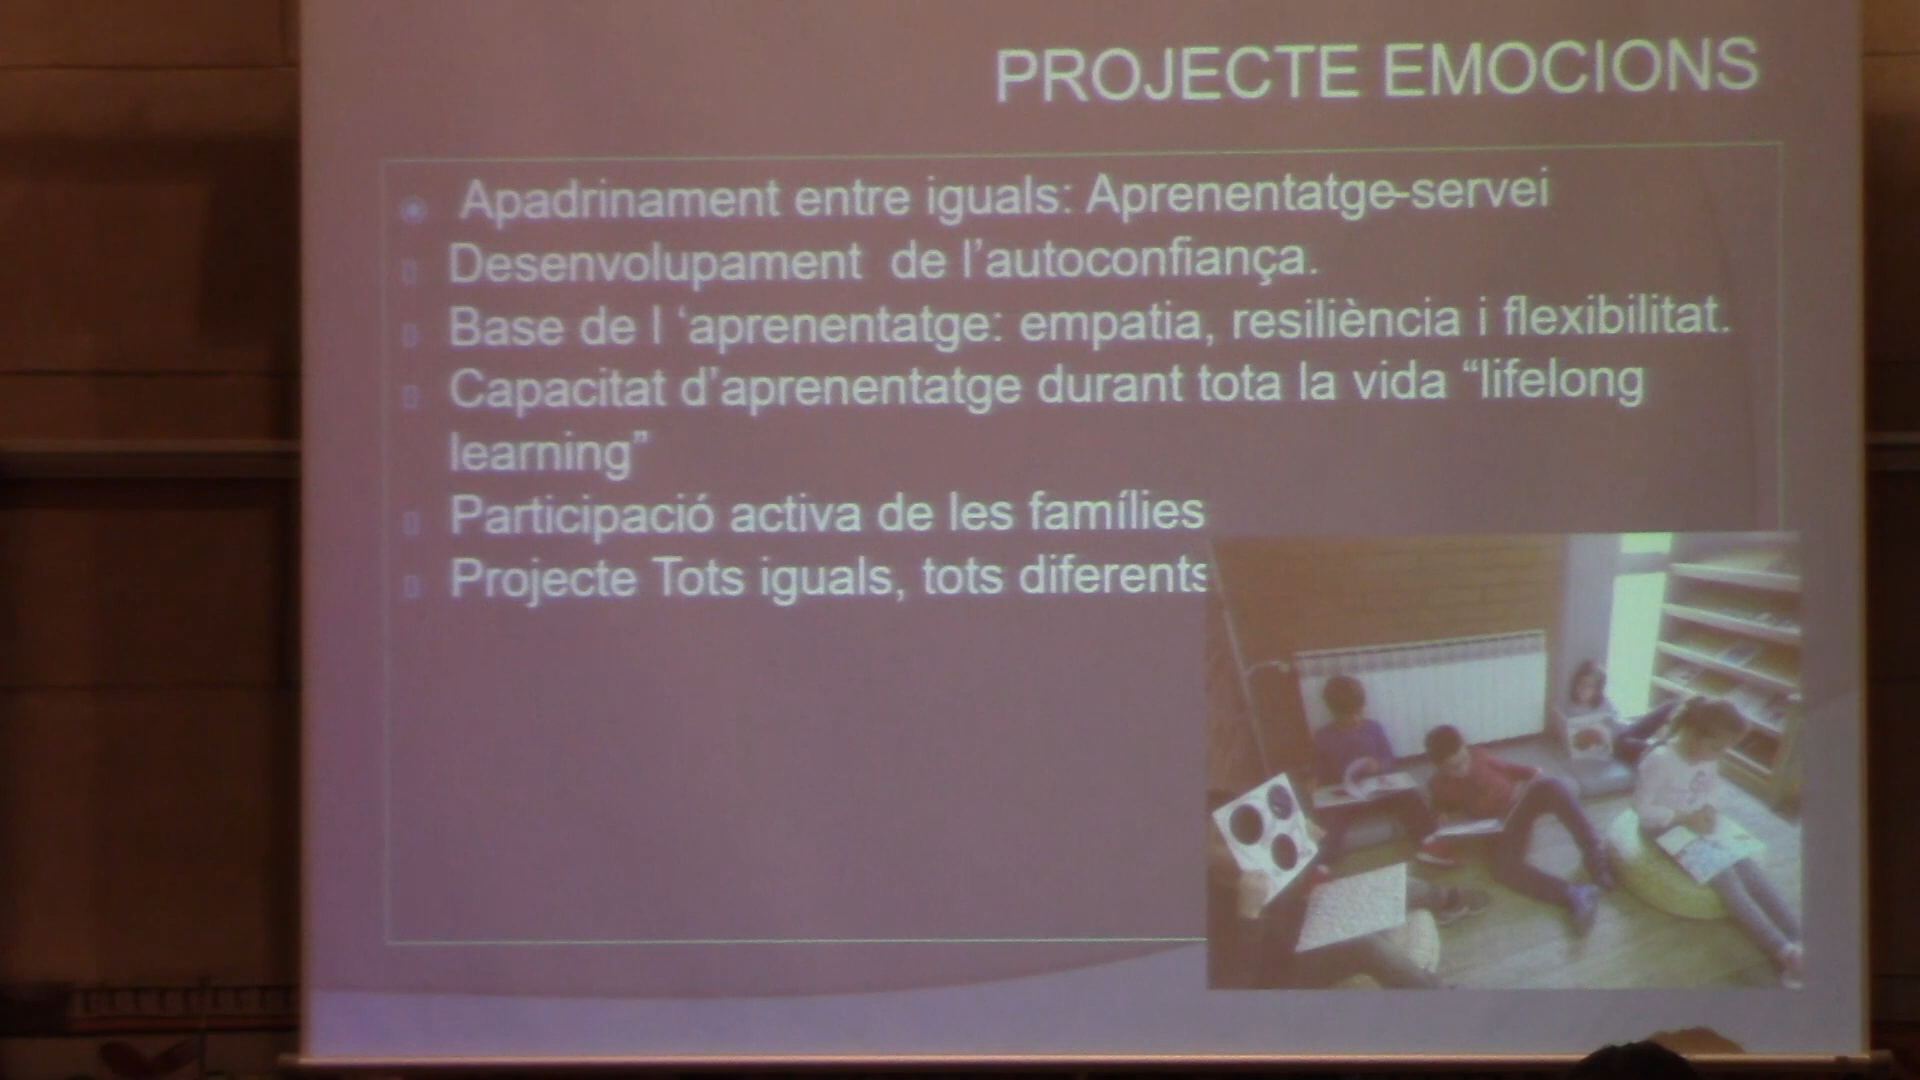 PROJECTE EMOCIONS
Apadrinament entre iguals: Aprenentatge-servei
Desenvolupament de l'autoconfiança.
Base de l ‘aprenentatge: empatia, resiliència i flexibilitat.
Capacitat d'aprenentatge durant tota la vida “lifelong
learning”
Participació activa de les famílies
Projecte Tots iguals, tots diferents